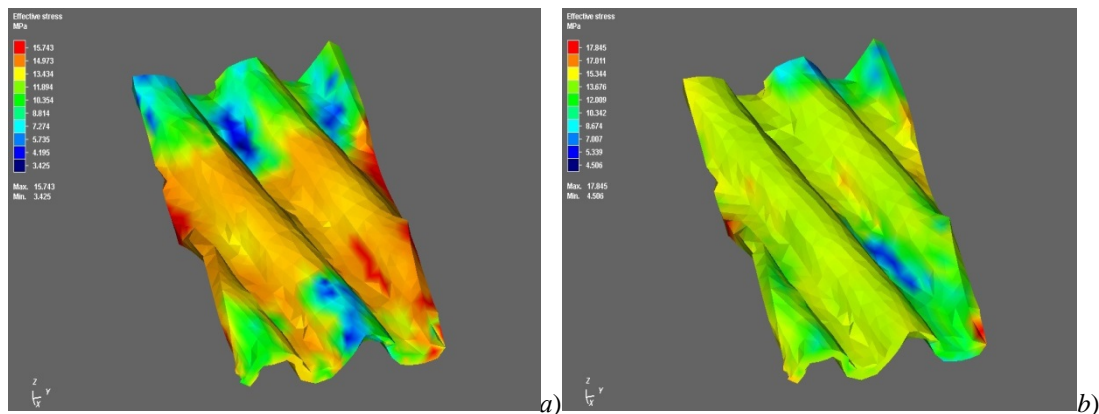 Effective stress
MPa
15.743
14.973
13.434
11.894
10.354
8.814
7.274
5.735
4.195
3.425
Max. 15.743
Min. 3.425
Z
Y
X
a)
Effective stress
MPa
17.845
17.011
15.344
13.676
12.009
10.342
8.674
7.007
5.339
4.506
Max. 17.845
Min. 4.506
Z
Y
X
b)